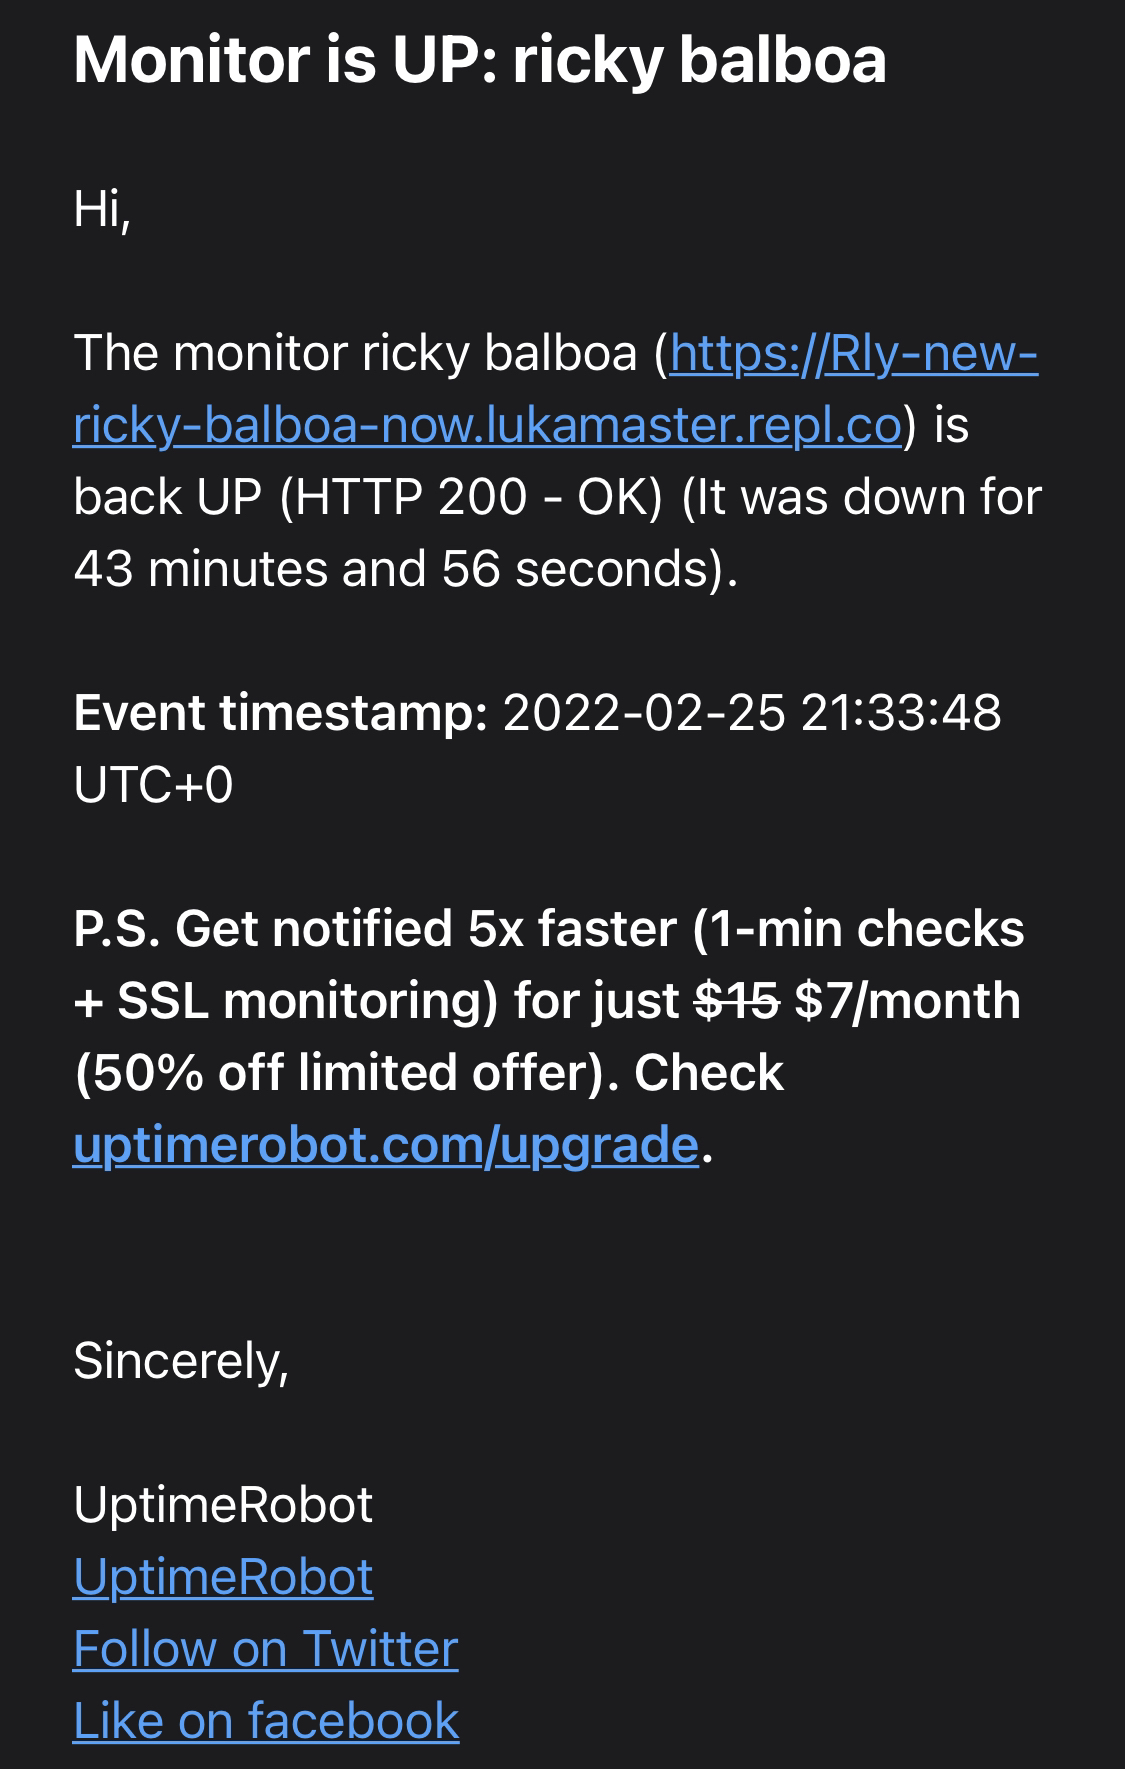 Monitor is UP: ricky balboa
Hi,
The monitor ricky balboa (https://Rly-new-
ricky-balboa-now.lukamaster.repl.co) is
back UP (HTTP 200 - OK) (It was down for
43 minutes and 56 seconds).
Event timestamp: 2022-02-25 21:33:48
UTC+0
P.S. Get notified 5x faster (1-min checks
+ SSL monitoring) for just $15 $7/month
(50% off limited offer). Check
uptimerobot.com/upgrade.
Sincerely,
UptimeRobot
UptimeRobot
Follow on Twitter
Like on facebook